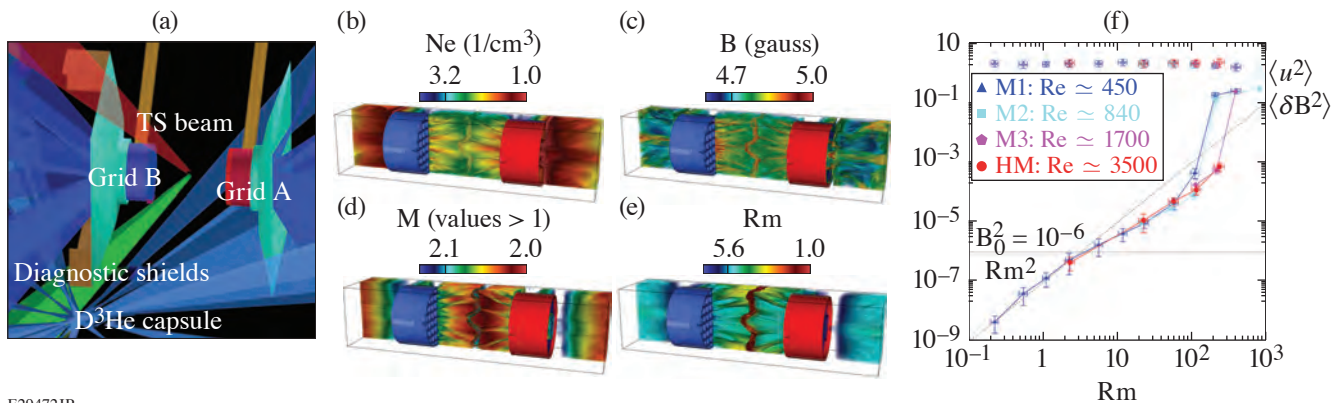 (a)
TS beam
Grid B
Grid A
Diagnostic shields
D³He capsule
(b)
Ne (1/cm³)
3.2 1.0
(c)
B (gauss)
4.7 5.0
(d)
M (values > 1)
2.1 2.0
(e)
Rm
5.6 1.0
(f)
10
10⁻¹
10⁻³
10⁻⁵
10⁻⁷
10⁻⁹
M1: Re ≃ 450
M2: Re ≃ 840
M3: Re ≃ 1700
HM: Re ≃ 3500
⟨u²⟩
⟨δB²⟩
B₀² = 10⁻⁶
Rm²
10⁻¹ 1 10¹ 10² 10³
Rm